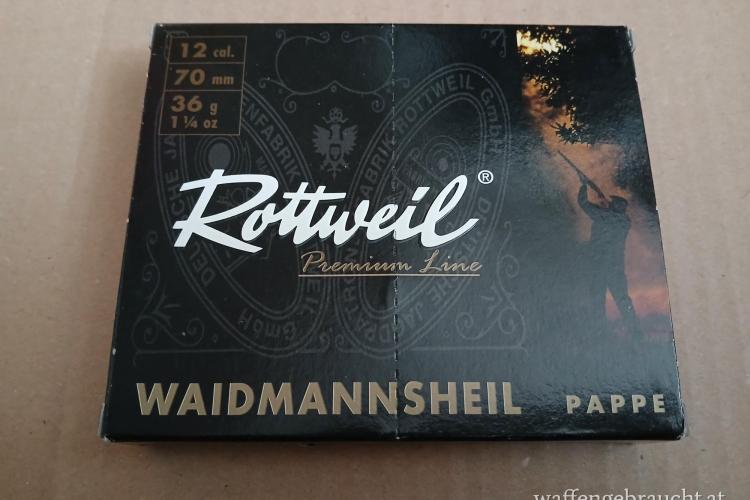 12 cal.
70 mm
36 g
1 ¼ oz
Rottweil ®
Premium Line
WAIDMANNSHEIL PAPPE
waffengebraucht.at